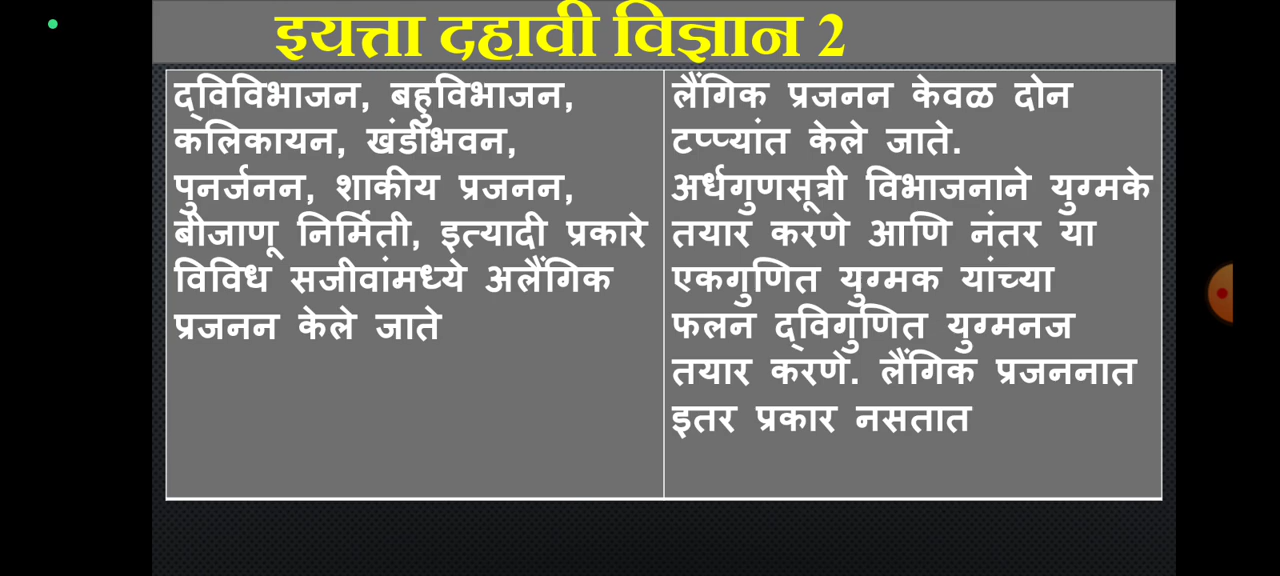 इयत्ता दहावी विज्ञान 2
द्विविभाजन, बहुविभाजन,
कलिकायन, खंडीभवन,
पुनर्जनन, शाकीय प्रजनन,
बीजाणू निर्मिती, इत्यादी प्रकारे
विविध सजीवांमध्ये अलैंगिक
प्रजनन केले जाते
लैंगिक प्रजनन केवळ दोन
टप्प्यांत केले जाते.
अर्धगुणसूत्री विभाजनाने युग्मके
तयार करणे आणि नंतर या
एकगुणित युग्मक यांच्या
फलन द्विगुणित युग्मनज
तयार करणे. लैंगिक प्रजननात
इतर प्रकार नसतात